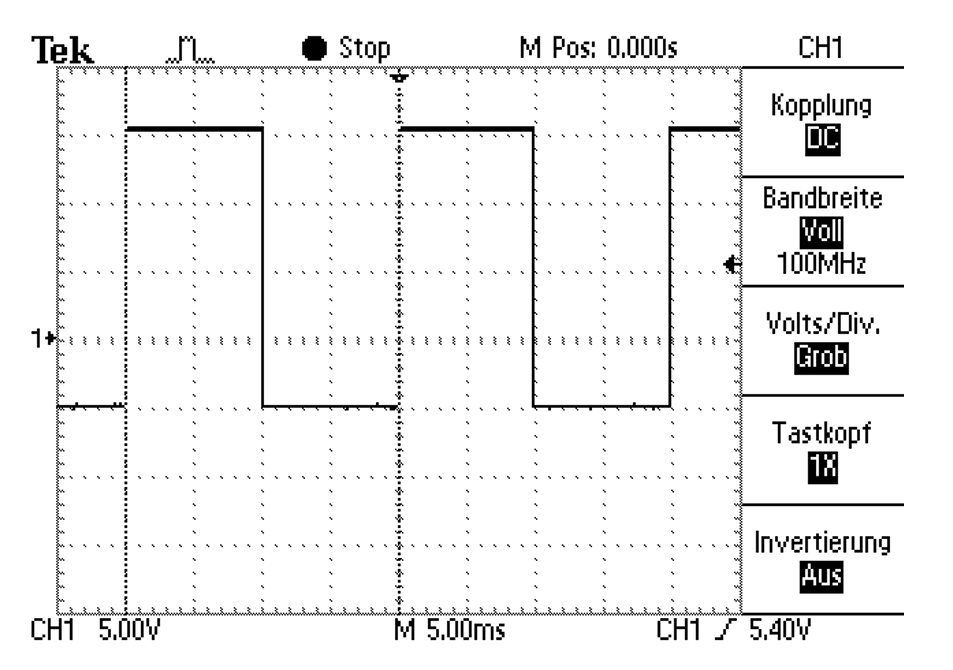 Tek Stop M Pos: 0.000s CH1
Kopplung
DC
Bandbreite
Voll
100MHz
1
Volts/Div.
Grob
Tastkopf
1X
Invertierung
Aus
CH1 5.00V M 5.00ms CH1 5.40V